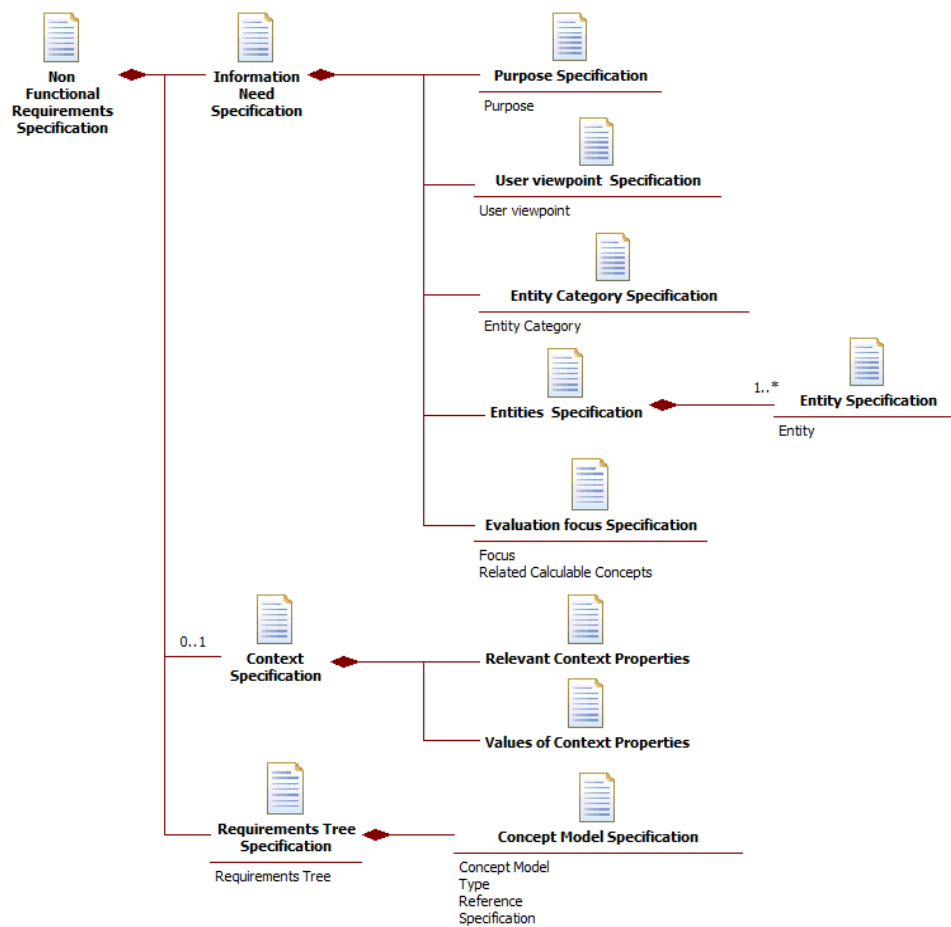 Non
Functional
Requirements
Specification
Information
Need
Specification
Purpose Specification
Purpose
User viewpoint  Specification
User viewpoint
Entity Category Specification
Entity Category
Entities  Specification
1..*
Entity Specification
Entity
Evaluation focus Specification
Focus
Related Calculable Concepts
0..1
Context
Specification
Relevant Context Properties
Values of Context Properties
Requirements Tree
Specification
Requirements Tree
Concept Model Specification
Concept Model
Type
Reference
Specification